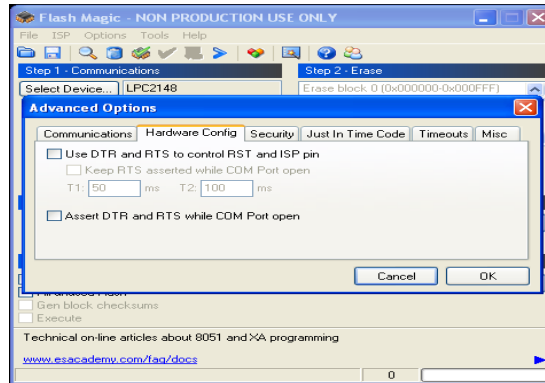 Flash Magic - NON PRODUCTION USE ONLY
File ISP Options Tools Help
Step 1 - Communications
Step 2 - Erase
Select Device... LPC2148
Erase block 0 (0x000000-0x000FFF)
Advanced Options
Communications Hardware Config Security Just In Time Code Timeouts Misc
Use DTR and RTS to control RST and ISP pin
Keep RTS asserted while COM Port open
T1: 50 ms T2: 100 ms
Assert DTR and RTS while COM Port open
Cancel OK
Gen block checksums
Execute
Technical on-line articles about 8051 and XA programming
www.esacademy.com/faq/docs
0